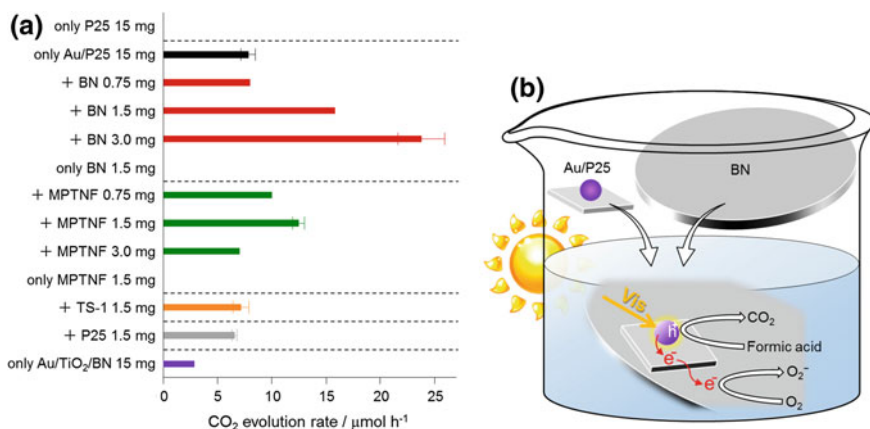 (a)
only P25 15 mg
only Au/P25 15 mg
+ BN 0.75 mg
+ BN 1.5 mg
+ BN 3.0 mg
only BN 1.5 mg
+ MPTNF 0.75 mg
+ MPTNF 1.5 mg
+ MPTNF 3.0 mg
only MPTNF 1.5 mg
+ TS-1 1.5 mg
+ P25 1.5 mg
only Au/TiO₂/BN 15 mg
0 5 10 15 20 25
CO₂ evolution rate / μmol h⁻¹
(b)
Au/P25
BN
Vis
h⁺
CO₂
Formic acid
e⁻
e⁻
O₂⁻
O₂